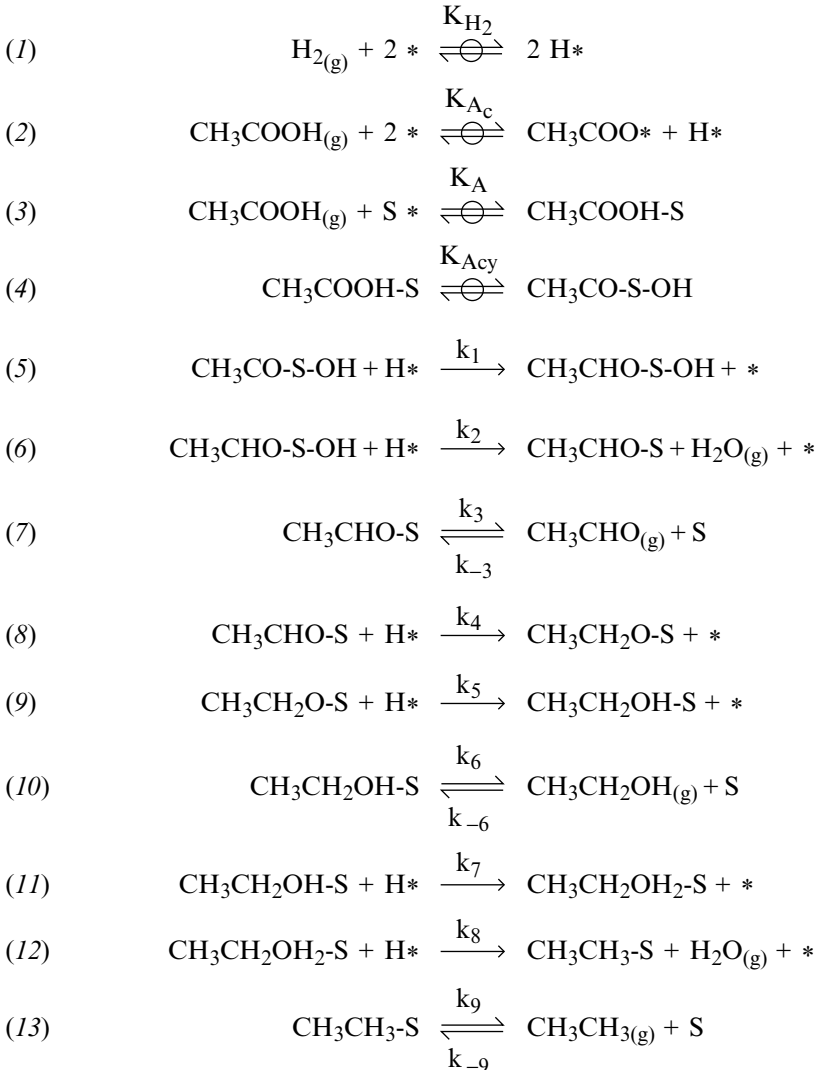 (1) H2(g) + 2 * ⇌ 2 H* K_H2
(2) CH3COOH(g) + 2 * ⇌ CH3COO* + H* K_Ac
(3) CH3COOH(g) + S * ⇌ CH3COOH-S K_A
(4) CH3COOH-S ⇌ CH3CO-S-OH K_Acy
(5) CH3CO-S-OH + H* → CH3CHO-S-OH + * k1
(6) CH3CHO-S-OH + H* → CH3CHO-S + H2O(g) + * k2
(7) CH3CHO-S ⇌ CH3CHO(g) + S k3 k−3
(8) CH3CHO-S + H* → CH3CH2O-S + * k4
(9) CH3CH2O-S + H* → CH3CH2OH-S + * k5
(10) CH3CH2OH-S ⇌ CH3CH2OH(g) + S k6 k−6
(11) CH3CH2OH-S + H* → CH3CH2OH2-S + * k7
(12) CH3CH2OH2-S + H* → CH3CH3-S + H2O(g) + * k8
(13) CH3CH3-S ⇌ CH3CH3(g) + S k9 k−9